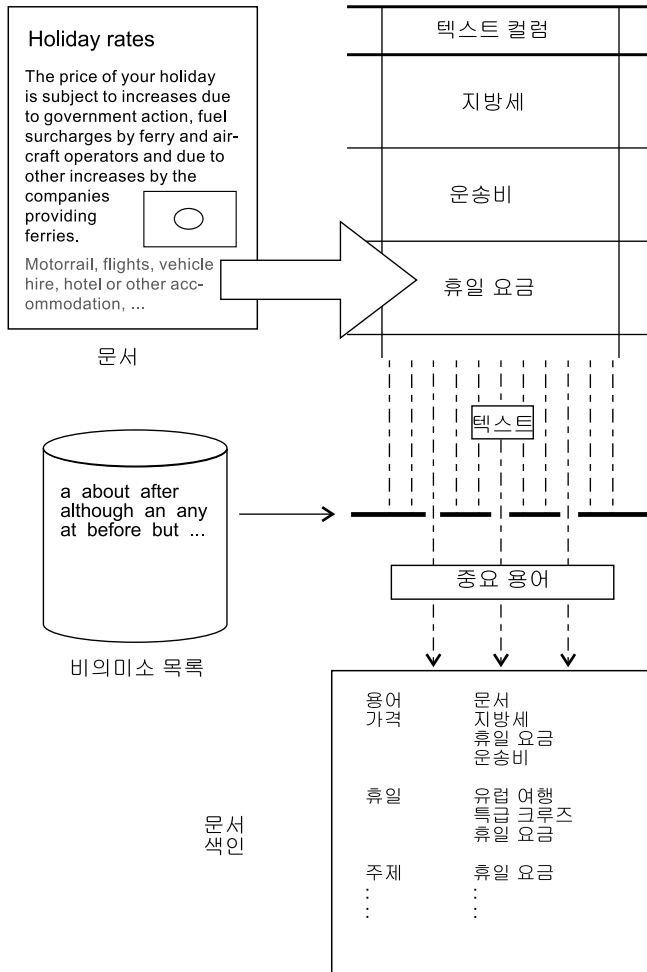 Holiday rates
The price of your holiday
is subject to increases due
to government action, fuel
surcharges by ferry and air-
craft operators and due to
other increases by the
companies
providing
ferries.
Motorrail, flights, vehicle
hire, hotel or other acc-
ommodation, ...
문서
텍스트 컬럼
지방세
운송비
휴일 요금
텍스트
a about after
although an any
at before but ...
비의미소 목록
중요 용어
용어 문서
가격 지방세
휴일 요금
운송비
휴일 유럽 여행
특급 크루즈
휴일 요금
주제 휴일 요금
문서
색인